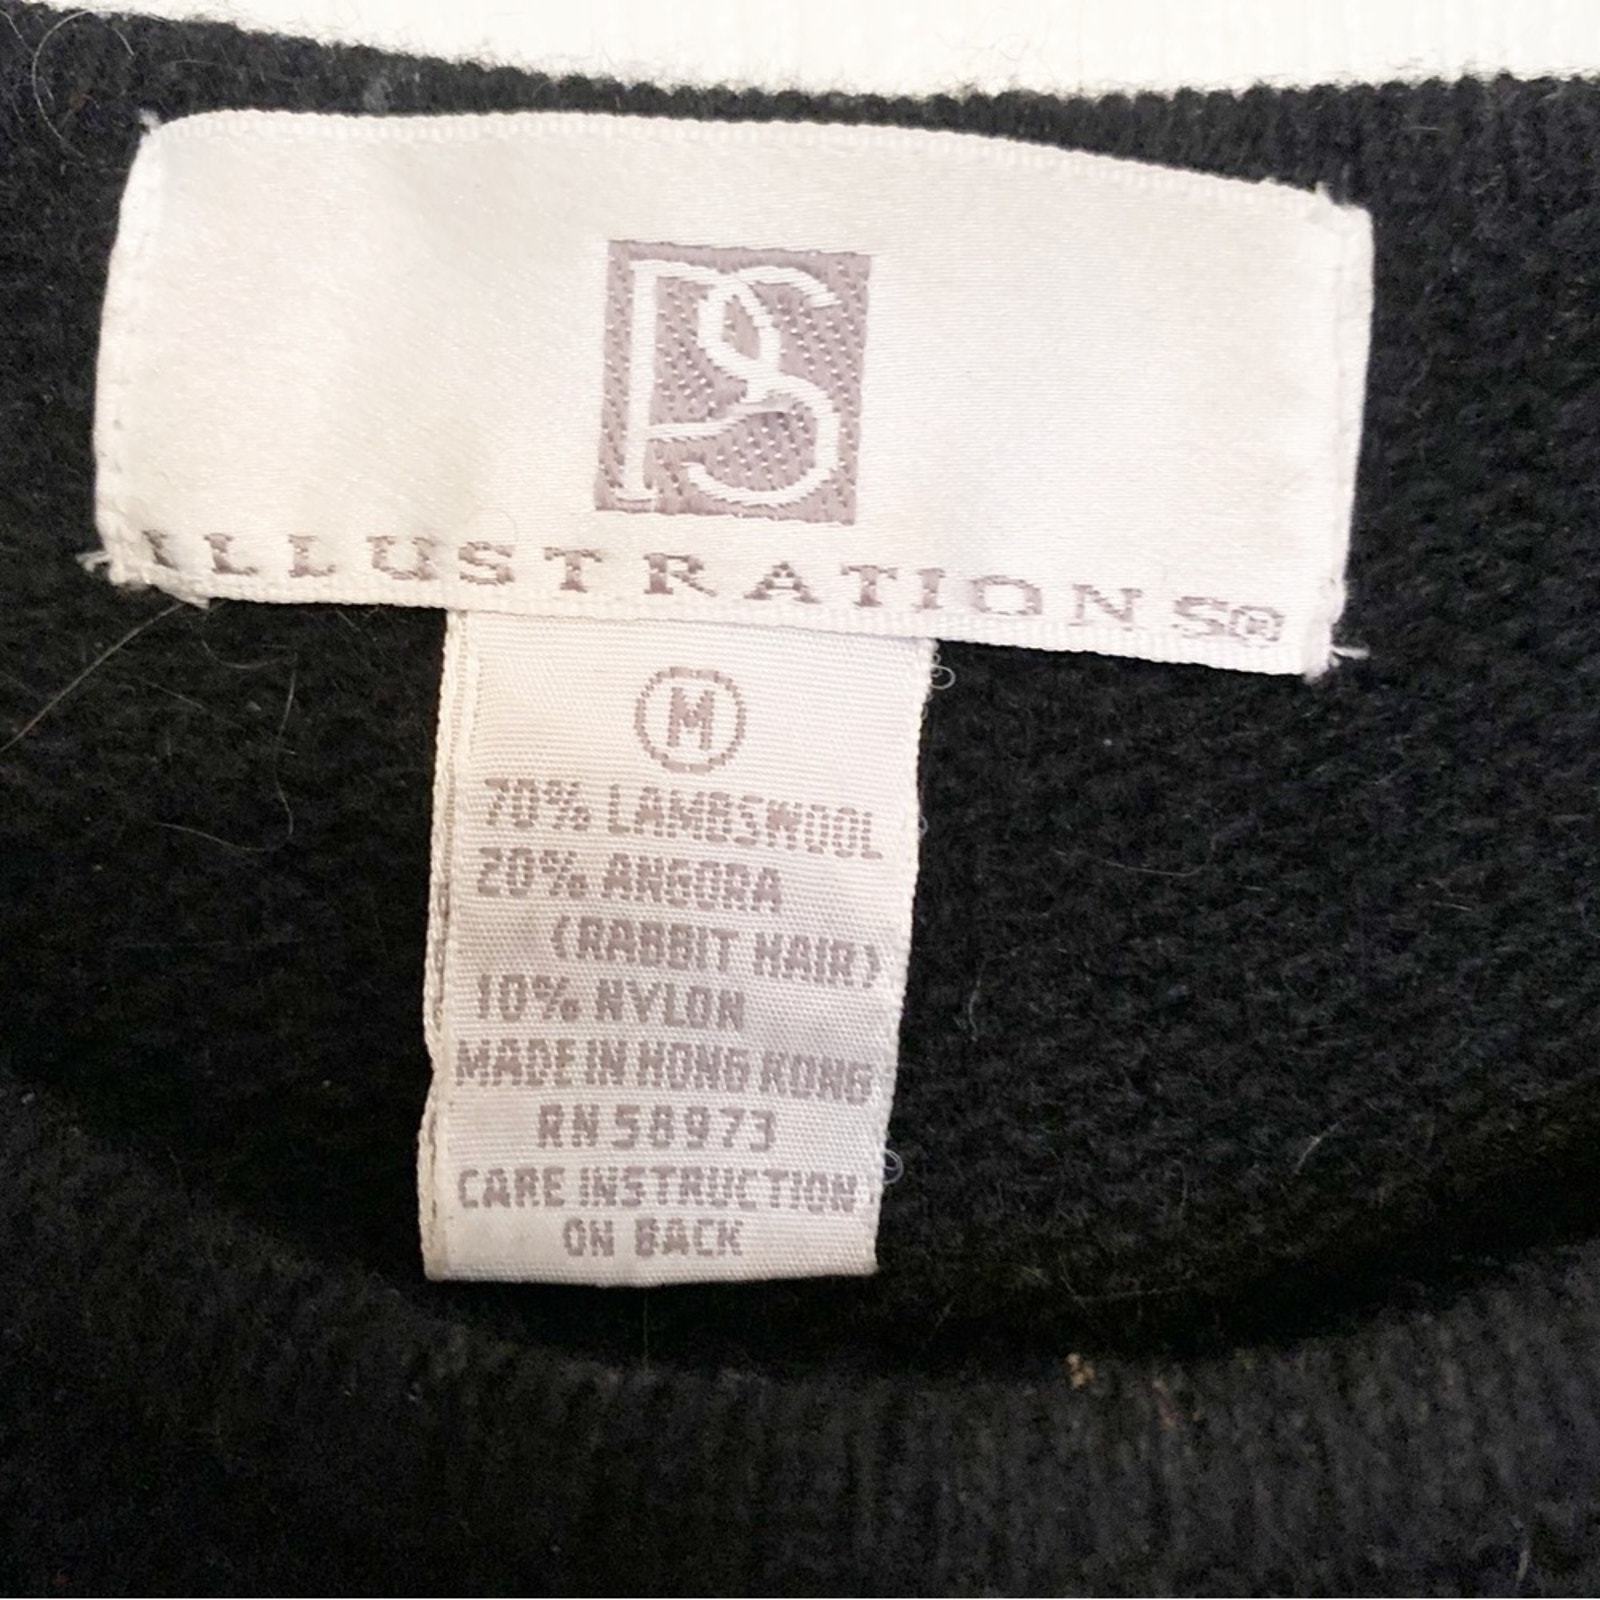 PS
ILLUSTRATIONS®
M
70% LAMBSWOOL
20% ANGORA
(RABBIT HAIR)
10% NYLON
MADE IN HONG KONG
RN 58973
CARE INSTRUCTION
ON BACK